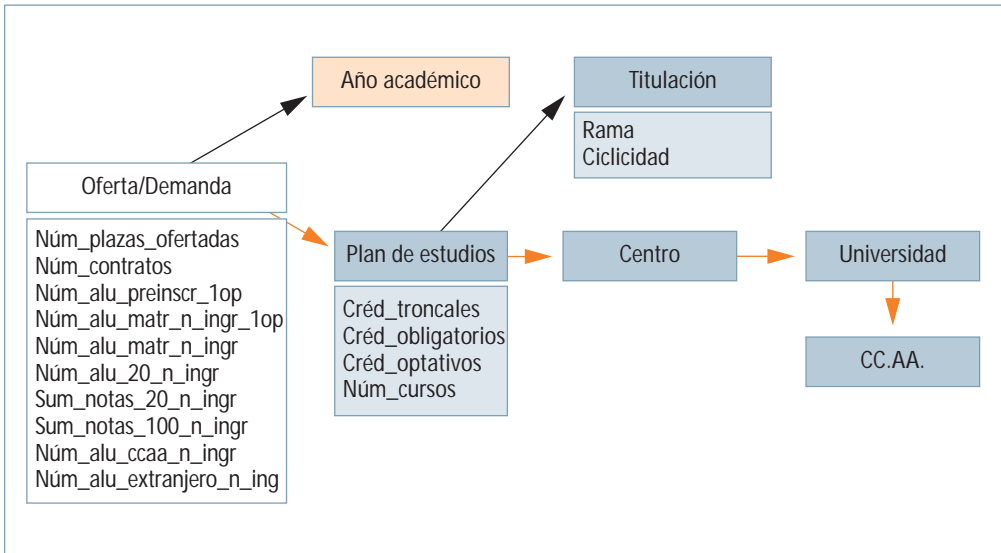 Año académico
Titulación
Rama
Ciclicidad
Oferta/Demanda
Núm_plazas_ofertadas
Núm_contratos
Núm_alu_preinscr_1op
Núm_alu_matr_n_ingr_1op
Núm_alu_matr_n_ingr
Núm_alu_20_n_ingr
Sum_notas_20_n_ingr
Sum_notas_100_n_ingr
Núm_alu_ccaa_n_ingr
Núm_alu_extranjero_n_ing
Plan de estudios
Créd_troncales
Créd_obligatorios
Créd_optativos
Núm_cursos
Centro
Universidad
CC.AA.